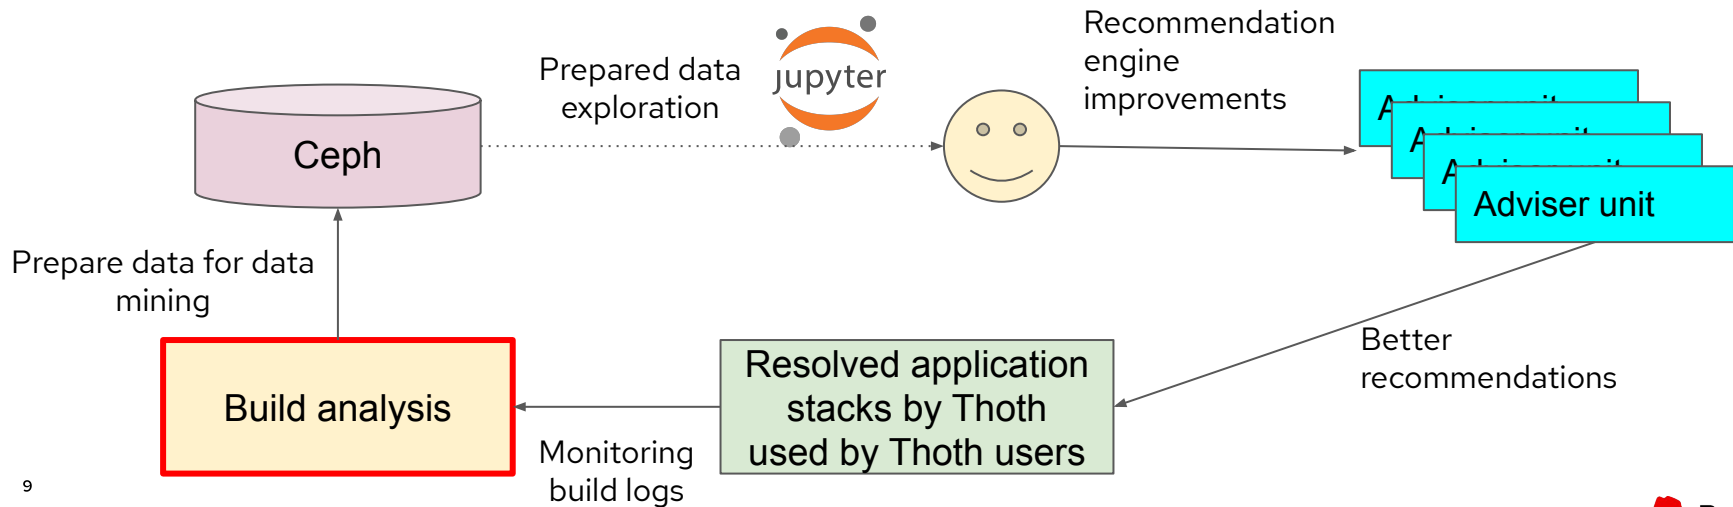 Recommendation
engine
improvements
Prepared data
exploration
jupyter
Ceph
Adviser unit
Prepare data for data
mining
Better
recommendations
Resolved application
stacks by Thoth
used by Thoth users
Build analysis
Monitoring
build logs
9